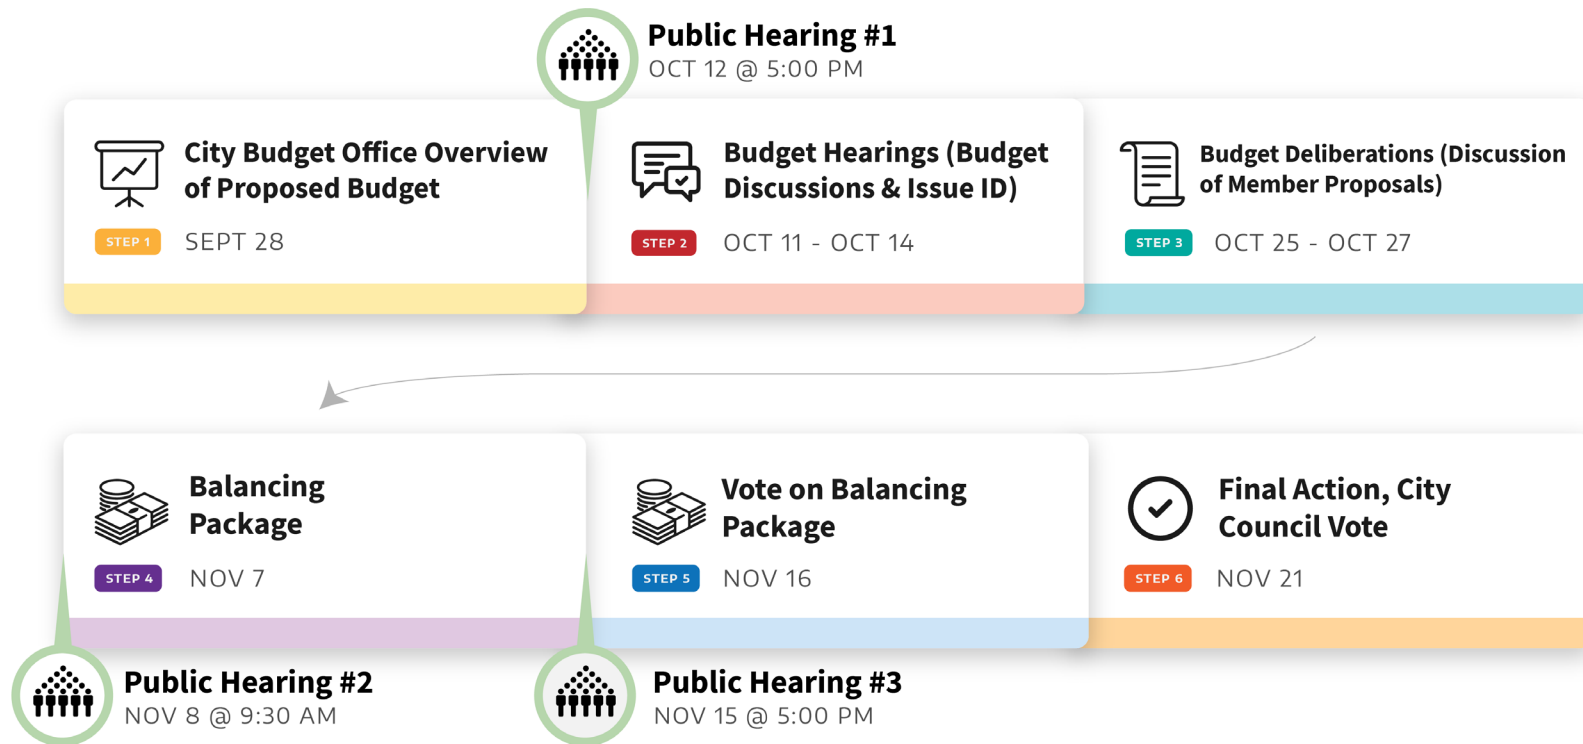 Public Hearing #1
OCT 12 @ 5:00 PM
City Budget Office Overview
of Proposed Budget
STEP 1
SEPT 28
Budget Hearings (Budget
Discussions & Issue ID)
STEP 2
OCT 11 - OCT 14
Budget Deliberations (Discussion
of Member Proposals)
STEP 3
OCT 25 - OCT 27
Balancing
Package
STEP 4
NOV 7
Vote on Balancing
Package
STEP 5
NOV 16
Final Action, City
Council Vote
STEP 6
NOV 21
Public Hearing #2
NOV 8 @ 9:30 AM
Public Hearing #3
NOV 15 @ 5:00 PM